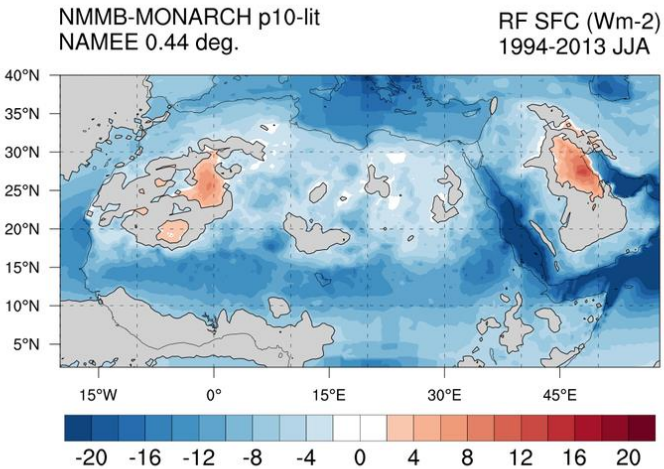 NMMB-MONARCH p10-lit
NAMEE 0.44 deg.
RF SFC (Wm-2)
1994-2013 JJA
40°N
35°N
30°N
25°N
20°N
15°N
10°N
5°N
15°W 0° 15°E 30°E 45°E
-20 -16 -12 -8 -4 0 4 8 12 16 20